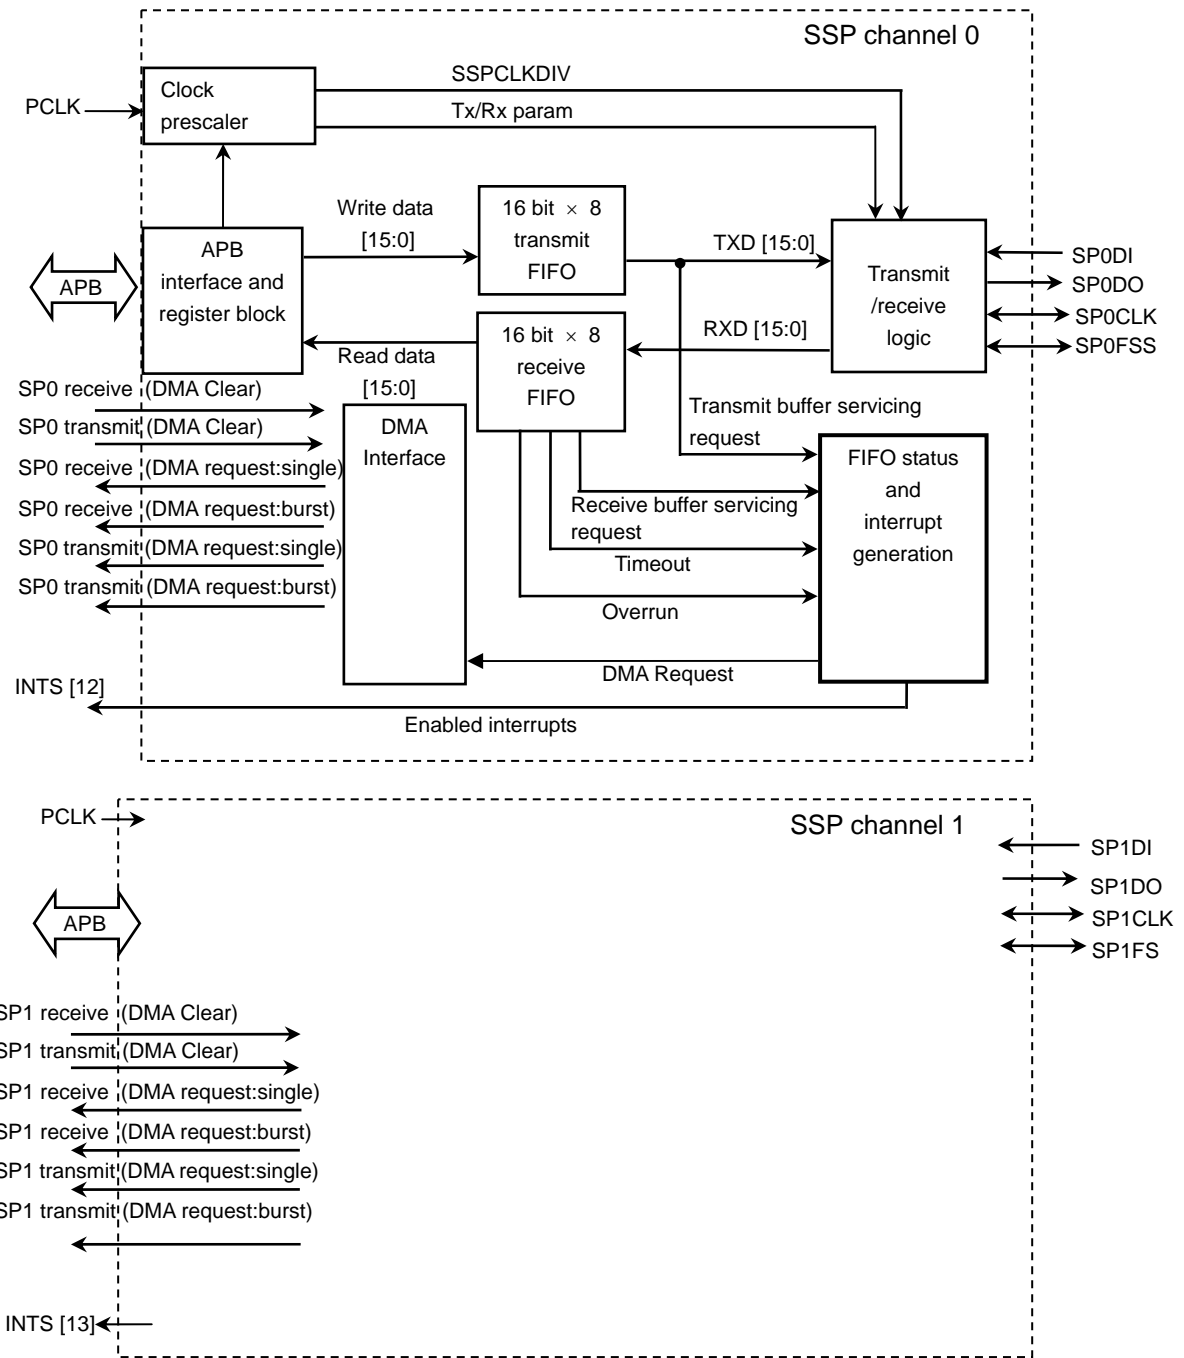 SSP channel 0
SSPCLKDIV
Clock
prescaler
PCLK
Tx/Rx param
Write data
[15:0]
16 bit × 8
transmit
FIFO
TXD [15:0]
APB
interface and
register block
APB
Transmit
/receive
logic
SP0DI
SP0DO
SP0CLK
SP0FSS
16 bit × 8
receive
FIFO
RXD [15:0]
Read data
[15:0]
SP0 receive (DMA Clear)
SP0 transmit (DMA Clear)
SP0 receive (DMA request:single)
SP0 receive (DMA request:burst)
SP0 transmit (DMA request:single)
SP0 transmit (DMA request:burst)
DMA
Interface
Transmit buffer servicing
request
FIFO status
and
interrupt
generation
Receive buffer servicing
request
Timeout
Overrun
DMA Request
INTS [12]
Enabled interrupts
SSP channel 1
PCLK
APB
SP1DI
SP1DO
SP1CLK
SP1FS
SP1 receive (DMA Clear)
SP1 transmit (DMA Clear)
SP1 receive (DMA request:single)
SP1 receive (DMA request:burst)
SP1 transmit (DMA request:single)
SP1 transmit (DMA request:burst)
INTS [13]